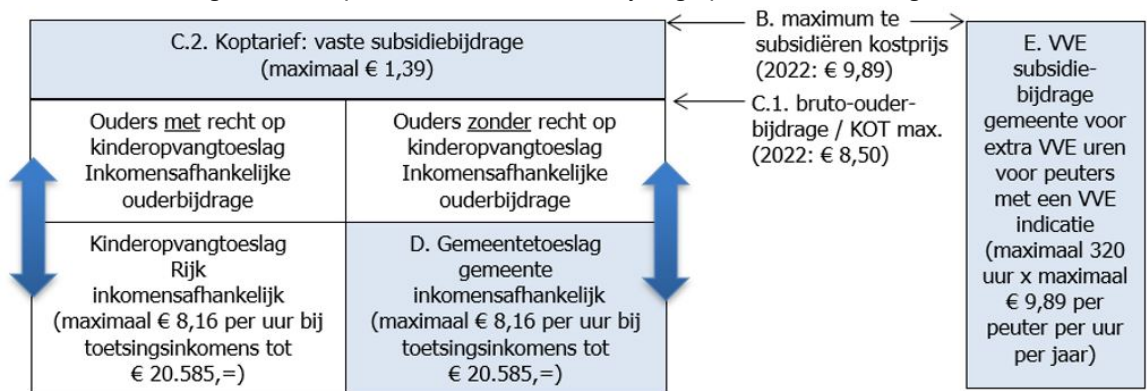 C.2. Koptarief: vaste subsidiebijdrage
(maximaal € 1,39)
B. maximum te
subsidiëren kostprijs
(2022: € 9,89)
C.1. bruto-ouder-
bijdrage / KOT max.
(2022: € 8,50)
Ouders met recht op
kinderopvangtoeslag
Inkomensafhankelijke
ouderbijdrage
Ouders zonder recht op
kinderopvangtoeslag
Inkomensafhankelijke
ouderbijdrage
Kinderopvangtoeslag
Rijk
inkomensafhankelijk
(maximaal € 8,16 per uur bij
toetsingsinkomens tot
€ 20.585,=)
D. Gemeentetoeslag
gemeente
inkomensafhankelijk
(maximaal € 8,16 per uur bij
toetsingsinkomens tot
€ 20.585,=)
E. VVE
subsidie-
bijdrage
gemeente voor
extra VVE uren
voor peuters
met een VVE
indicatie
(maximaal 320
uur x maximaal
€ 9,89 per
peuter per uur
per jaar)